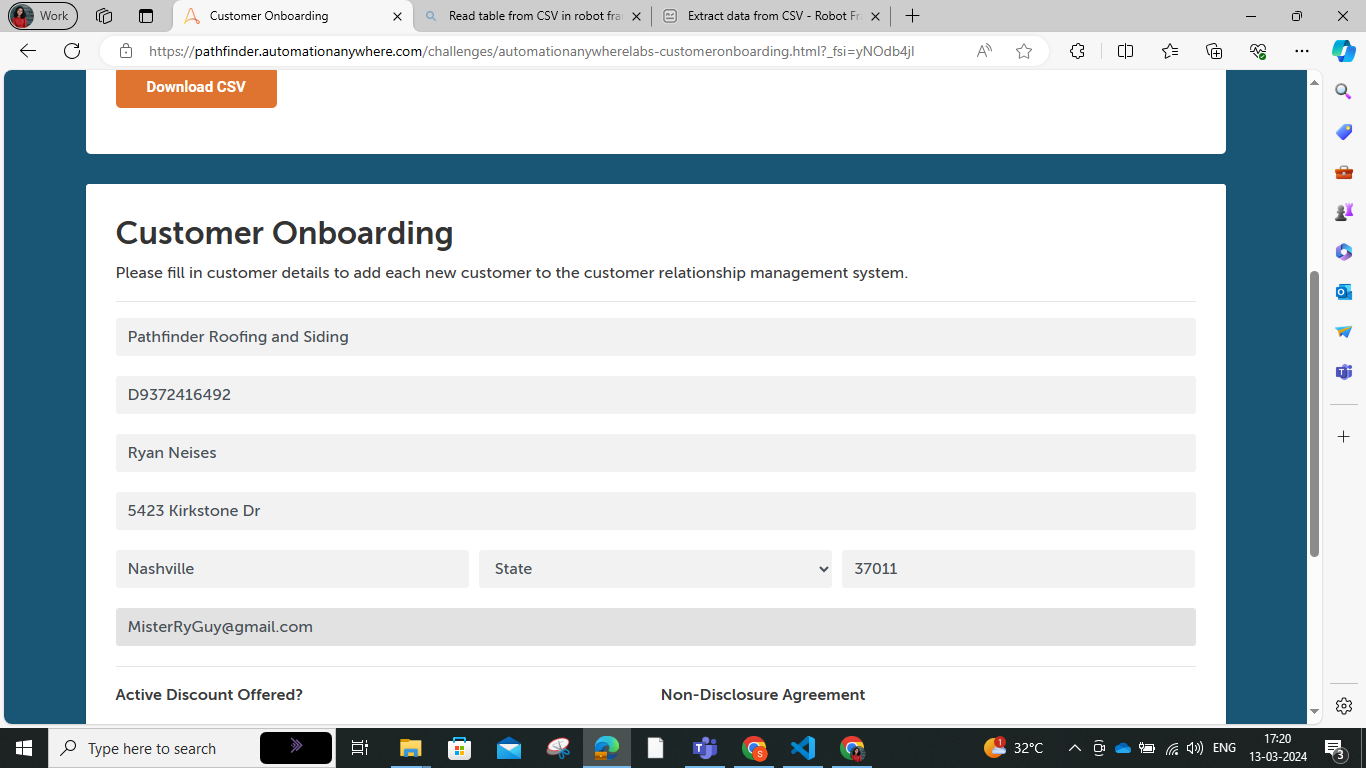 Work
Customer Onboarding
Read table from CSV in robot fra
Extract data from CSV - Robot Fr
https://pathfinder.automationanywhere.com/challenges/automationanywherelabs-customeronboarding.html?_fsi=yNOdb4jI
Download CSV
Customer Onboarding
Please fill in customer details to add each new customer to the customer relationship management system.
Pathfinder Roofing and Siding
D9372416492
Ryan Neises
5423 Kirkstone Dr
Nashville State 37011
MisterRyGuy@gmail.com
Active Discount Offered? Non-Disclosure Agreement
Type here to search
1
32°C
ENG
17:20
13-03-2024
3